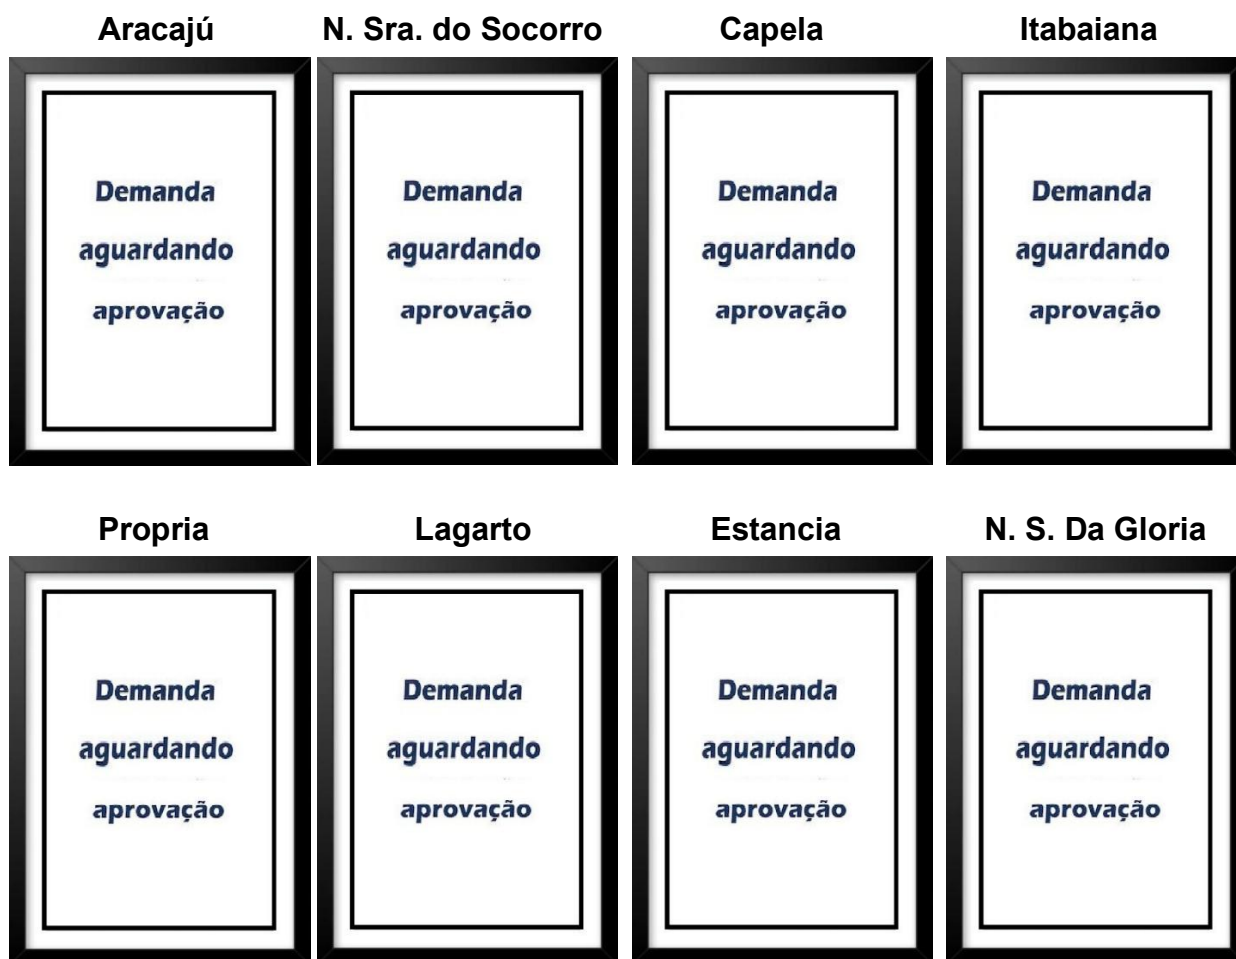 Aracajú N. Sra. do Socorro Capela Itabaiana
Demanda Demanda Demanda Demanda
aguardando aguardando aguardando aguardando
aprovação aprovação aprovação aprovação
Propria Lagarto Estancia N. S. Da Gloria
Demanda Demanda Demanda Demanda
aguardando aguardando aguardando aguardando
aprovação aprovação aprovação aprovação